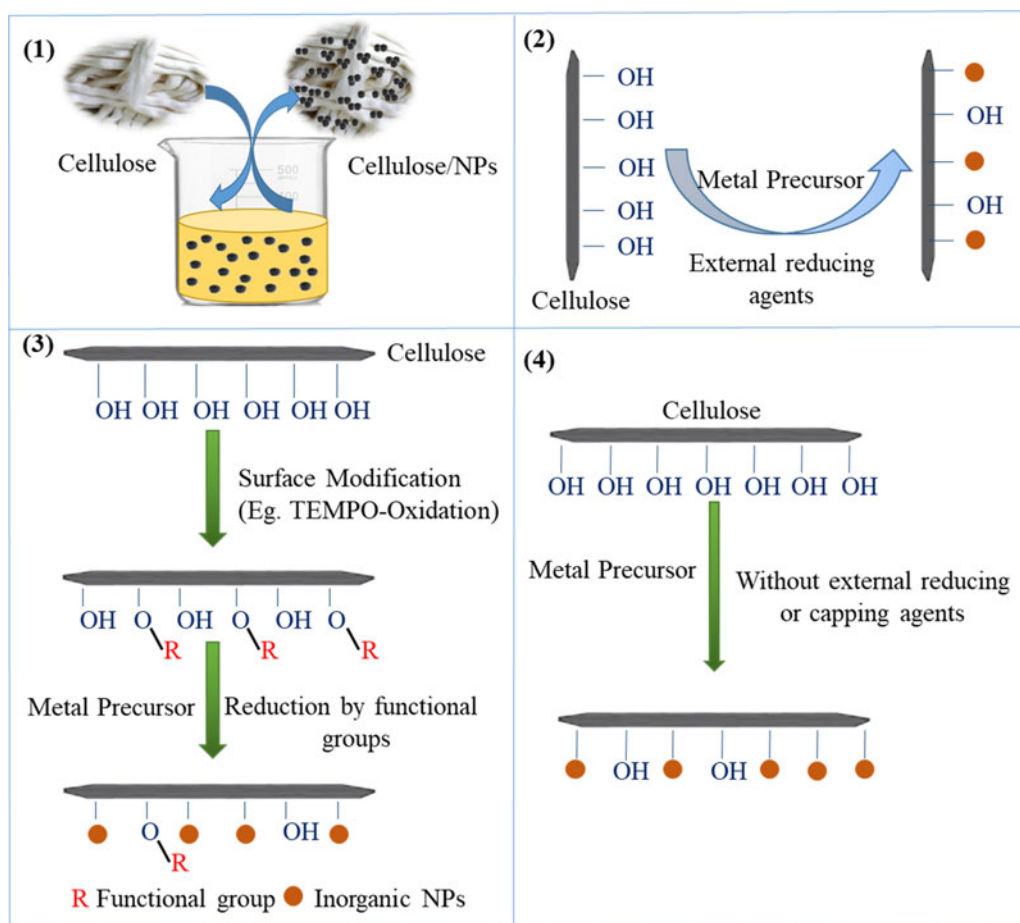 (1)
Cellulose
Cellulose/NPs
500
400
(2)
OH
OH
OH
OH
OH
Cellulose
Metal Precursor
External reducing
agents
OH
OH
(3)
Cellulose
OH OH OH OH OH OH
Surface Modification
(Eg. TEMPO-Oxidation)
OH O OH O OH O
R R R
Metal Precursor
Reduction by functional
groups
O OH
R
R Functional group Inorganic NPs
(4)
Cellulose
OH OH OH OH OH OH OH
Metal Precursor
Without external reducing
or capping agents
OH OH